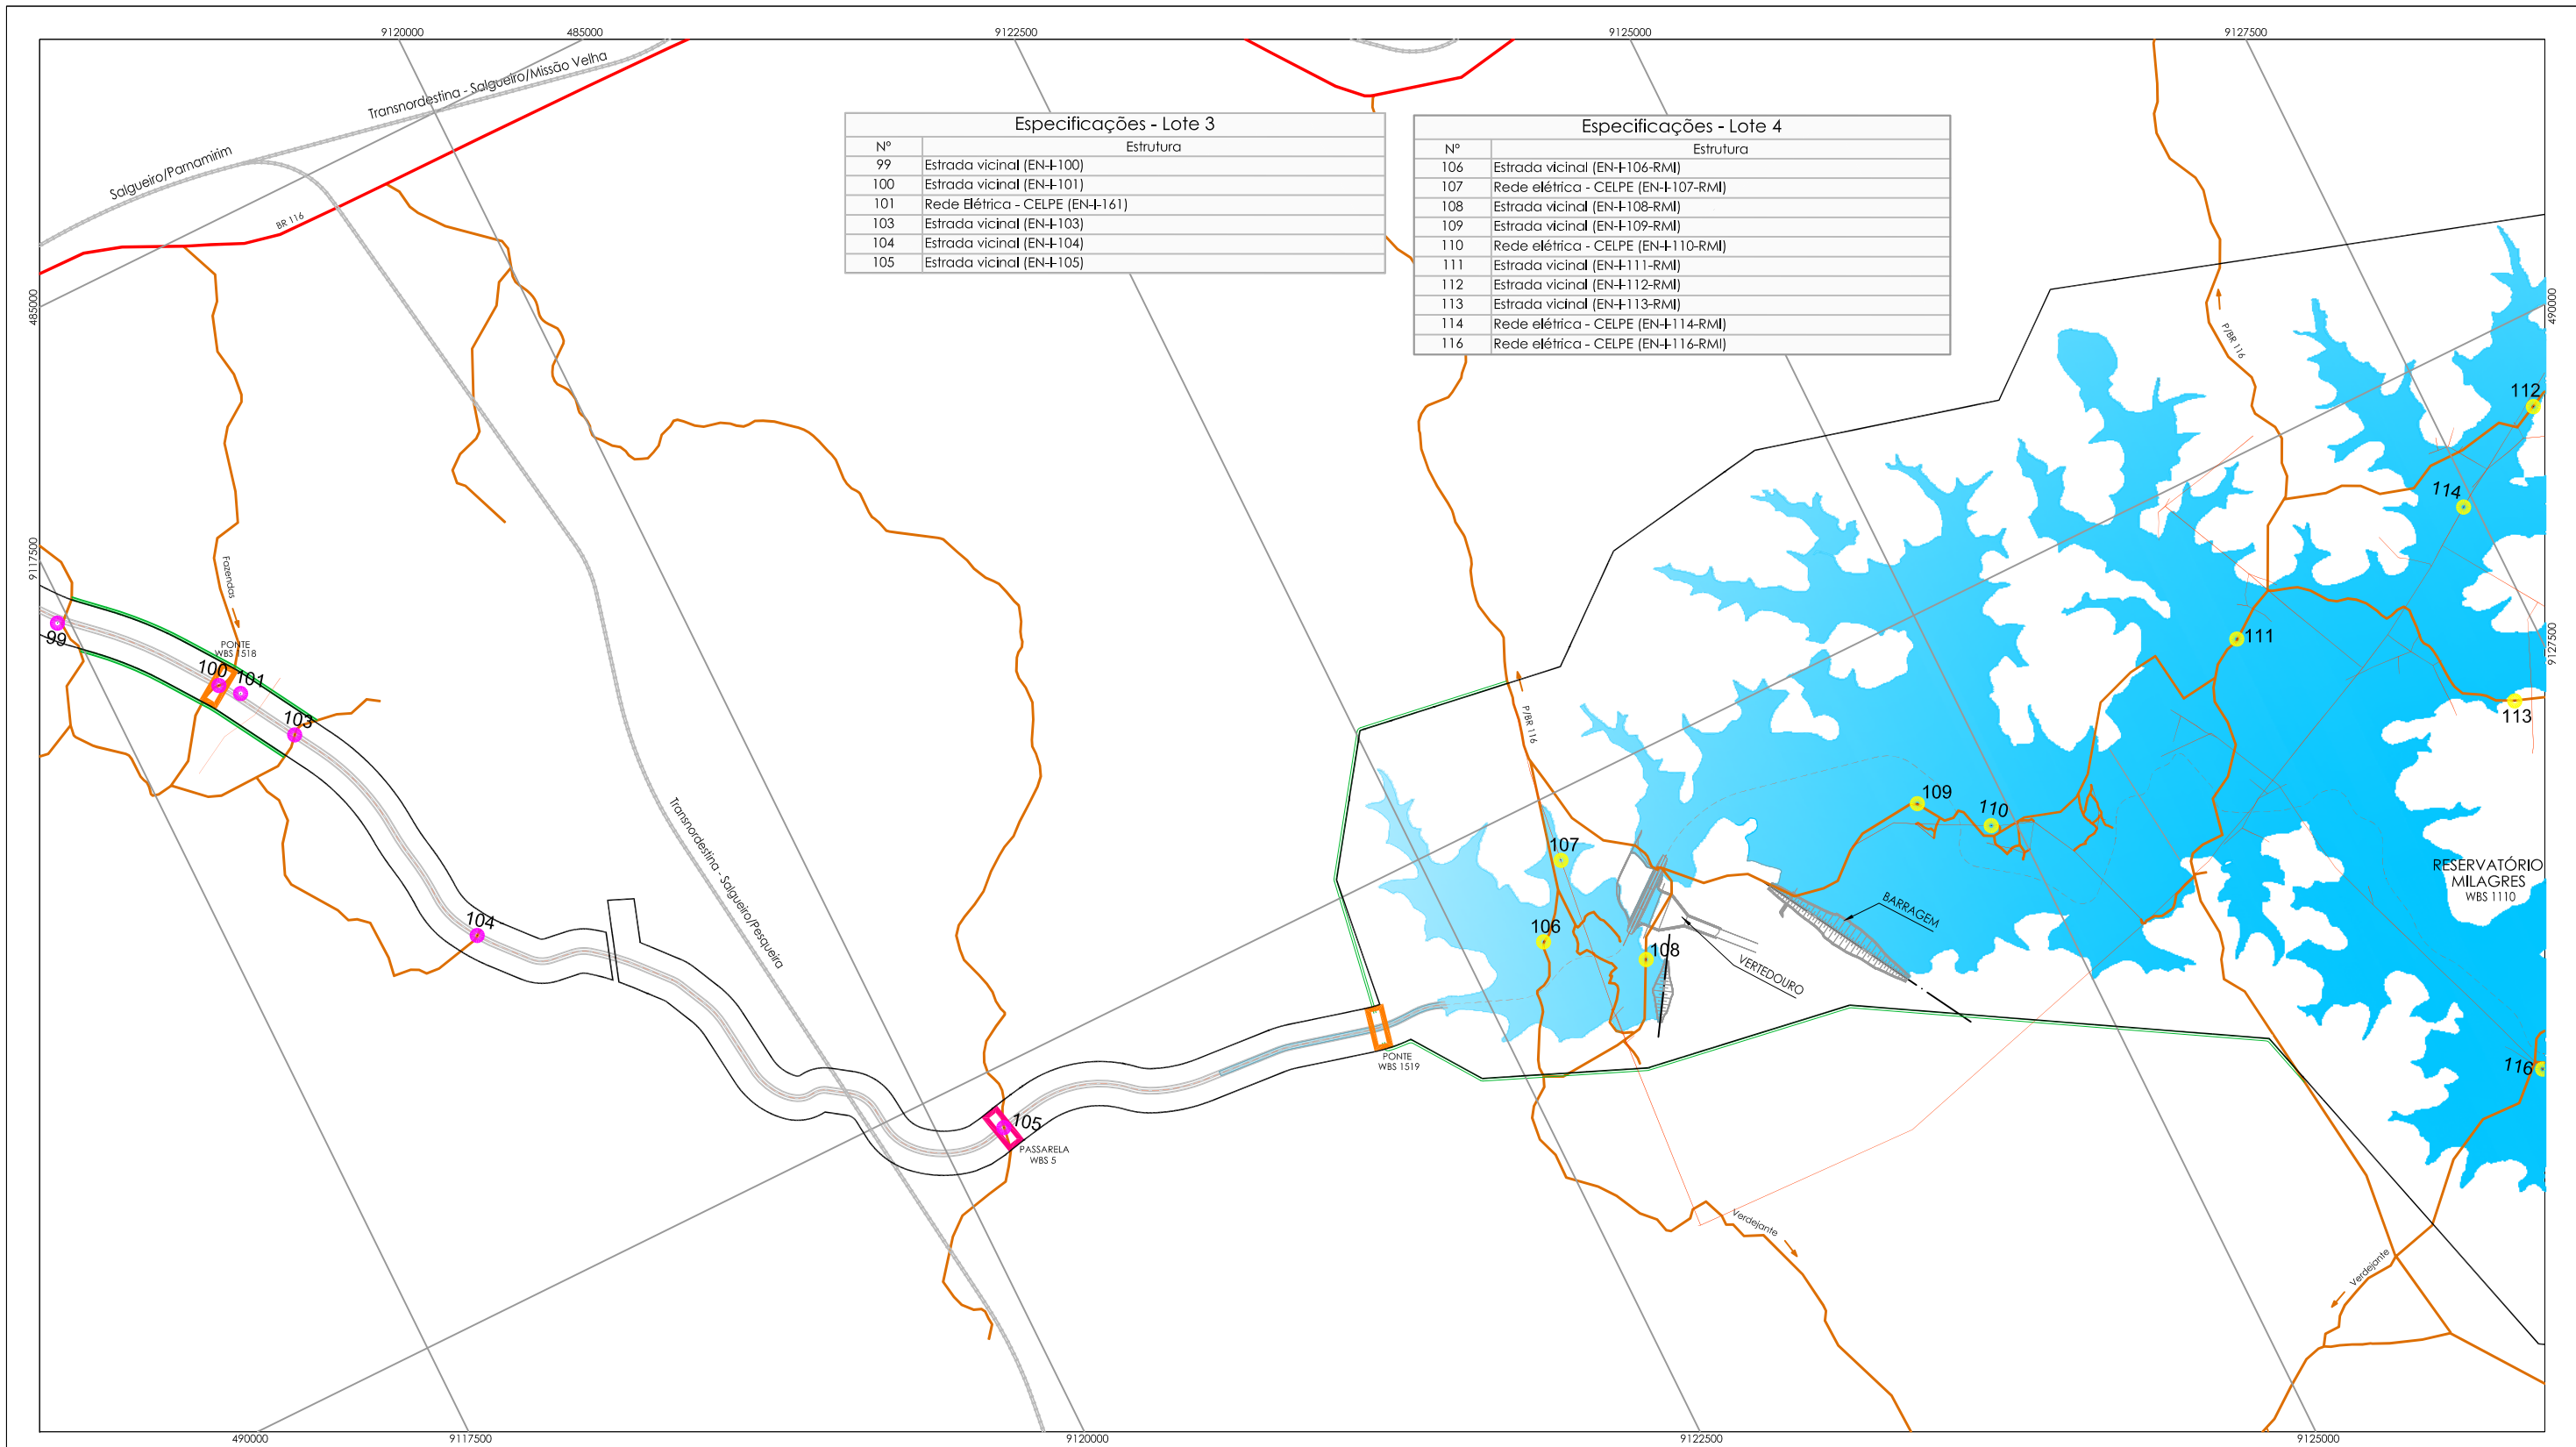 9120000
485000
9122500
9125000
9127500
Transnordestina - Salgueiro/Missão Velha
Salgueiro/Parnamirim
BR 116
Especificações - Lote 3
Nº Estrutura
99 Estrada vicinal (EN-I-100)
100 Estrada vicinal (EN-I-101)
101 Rede Elétrica - CELPE (EN-I-161)
103 Estrada vicinal (EN-I-103)
104 Estrada vicinal (EN-I-104)
105 Estrada vicinal (EN-I-105)
Especificações - Lote 4
Nº Estrutura
106 Estrada vicinal (EN-I-106-RMI)
107 Rede elétrica - CELPE (EN-I-107-RMI)
108 Estrada vicinal (EN-I-108-RMI)
109 Estrada vicinal (EN-I-109-RMI)
110 Rede elétrica - CELPE (EN-I-110-RMI)
111 Estrada vicinal (EN-I-111-RMI)
112 Estrada vicinal (EN-I-112-RMI)
113 Estrada vicinal (EN-I-113-RMI)
114 Rede elétrica - CELPE (EN-I-114-RMI)
116 Rede elétrica - CELPE (EN-I-116-RMI)
485000
490000
P/BR 116
112
114
9117500
Fazendas
99
PONTE
WBS 1518
100
101
103
111
9127500
113
P/BR 116
Transnordestina - Salgueiro/Pesqueira
109
110
107
RESERVATÓRIO
MILAGRES
WBS 1110
BARRAGEM
104
106
108
VERTEDOURO
PONTE
WBS 1519
116
105
PASSARELA
WBS 5
Verdejante
Verdejante
490000
9117500
9120000
9122500
9125000